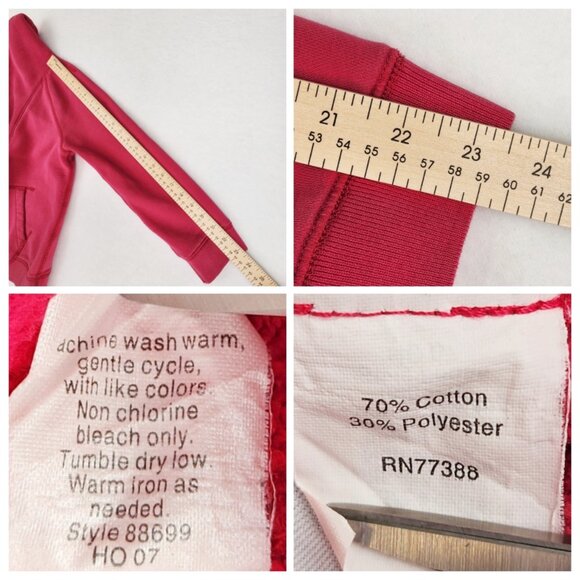 21 22 23 24
53 54 55 56 57 58 59 60 61 62
achine wash warm,
gentle cycle,
with like colors.
Non chlorine
bleach only.
Tumble dry low.
Warm iron as
needed.
Style 88699
HO 07
70% Cotton
30% Polyester
RN77388